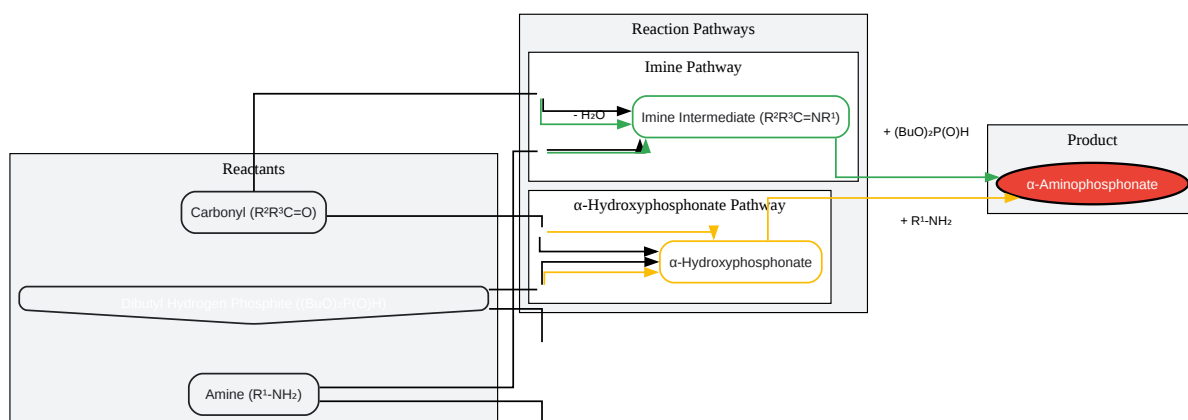 Reaction Pathways
Imine Pathway
- H₂O
Imine Intermediate (R²R³C=NR¹)
+ (BuO)₂P(O)H
Product
α-Aminophosphonate
Reactants
Carbonyl (R²R³C=O)
α-Hydroxyphosphonate Pathway
+ R¹-NH₂
α-Hydroxyphosphonate
Dibutyl Hydrogen Phosphite ((BuO)₂P(O)H)
Amine (R¹-NH₂)